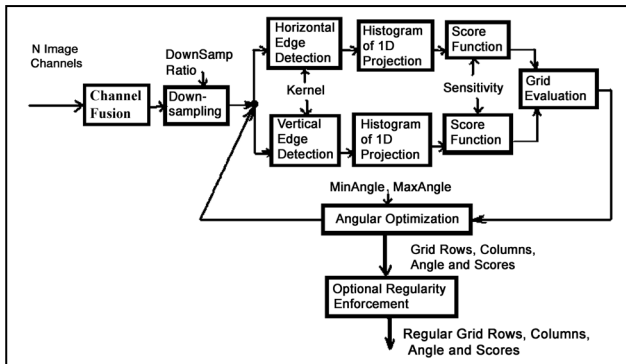 N Image
Channels
Channel
Fusion
DownSamp
Ratio
Down-
sampling
Horizontal
Edge
Detection
Histogram
of 1D
Projection
Score
Function
Kernel
Sensitivity
Grid
Evaluation
Vertical
Edge
Detection
Histogram
of 1D
Projection
Score
Function
MinAngle, MaxAngle
Angular Optimization
Grid Rows, Columns,
Angle and Scores
Optional Regularity
Enforcement
Regular Grid Rows, Columns,
Angle and Scores